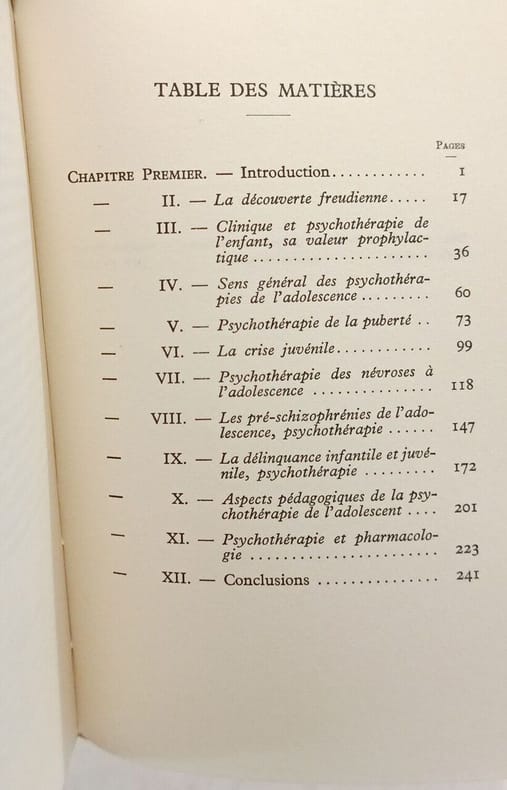 TABLE DES MATIÈRES
PAGES
CHAPITRE PREMIER. — Introduction............ 1
— II. — La découverte freudienne..... 17
— III. — Clinique et psychothérapie de
l'enfant, sa valeur prophylac-
tique ...................... 36
— IV. — Sens général des psychothéra-
pies de l'adolescence ......... 60
— V. — Psychothérapie de la puberté .. 73
— VI. — La crise juvénile............ 99
— VII. — Psychothérapie des névroses à
l'adolescence ............... 118
— VIII. — Les pré-schizophrénies de l'ado-
lescence, psychothérapie ...... 147
— IX. — La délinquance infantile et juvé-
nile, psychothérapie ......... 172
— X. — Aspects pédagogiques de la psy-
chothérapie de l'adolescent .... 201
— XI. — Psychothérapie et pharmacolo-
gie ........................ 223
— XII. — Conclusions ............... 241